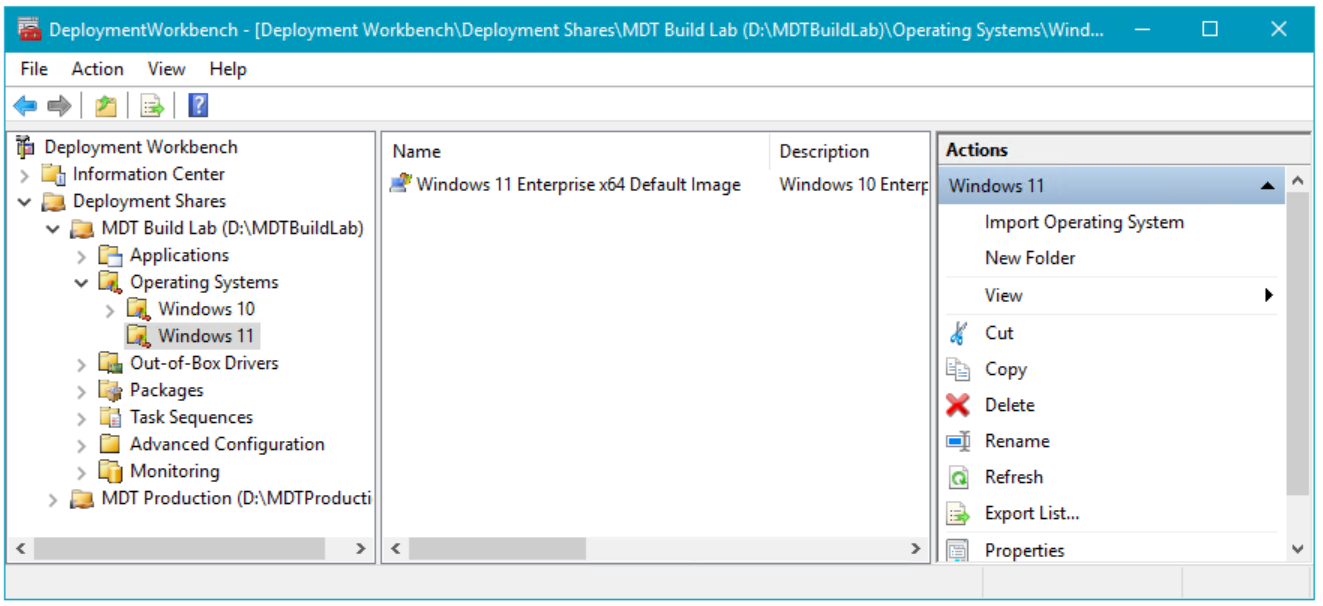 DeploymentWorkbench - [Deployment Workbench\Deployment Shares\MDT Build Lab (D:\MDTBuildLab)\Operating Systems\Wind...
File Action View Help
Deployment Workbench
Information Center
Deployment Shares
MDT Build Lab (D:\MDTBuildLab)
Applications
Operating Systems
Windows 10
Windows 11
Out-of-Box Drivers
Packages
Task Sequences
Advanced Configuration
Monitoring
MDT Production (D:\MDTProducti
Name Description
Windows 11 Enterprise x64 Default Image Windows 10 Enterp
Actions
Windows 11
Import Operating System
New Folder
View
Cut
Copy
Delete
Rename
Refresh
Export List...
Properties